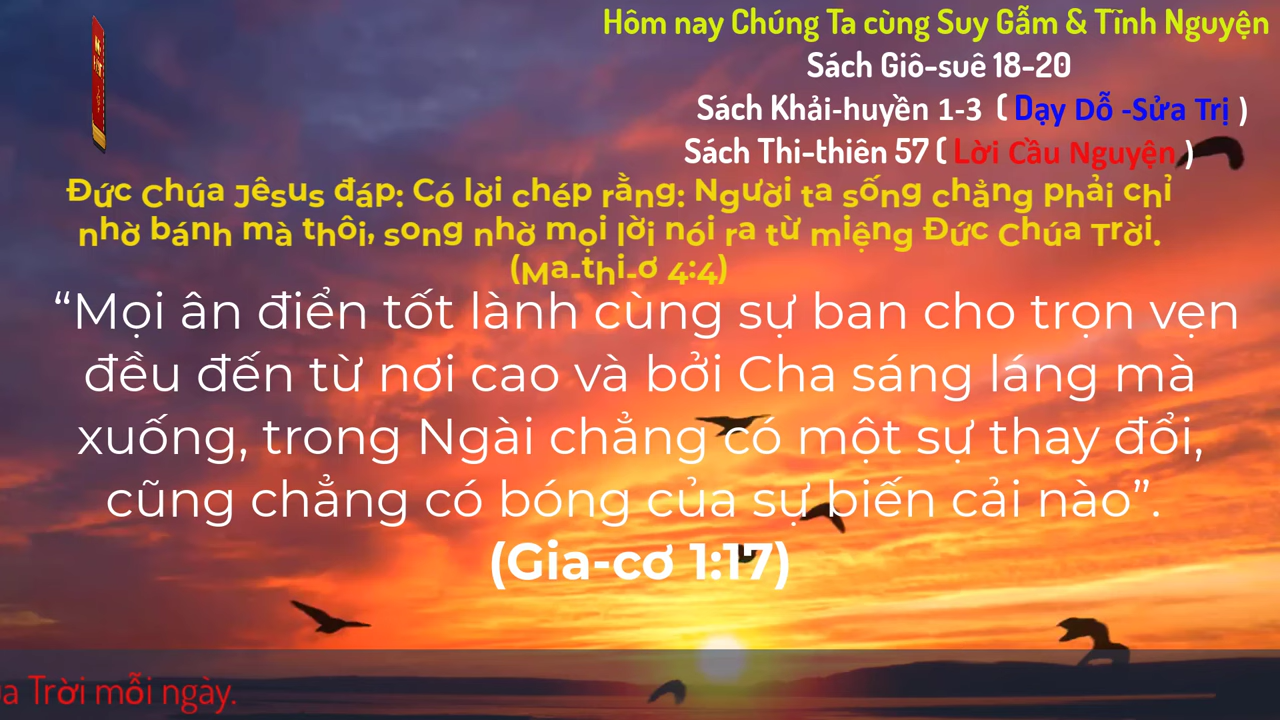 Hôm nay Chúng Ta cùng Suy Gẫm & Tĩnh Nguyện
Sách Giô-suê 18-20
Sách Khải-huyền 1-3 ( Dạy Dỗ -Sửa Trị )
Sách Thi-thiên 57 ( Lời Cầu Nguyện )
Đức Chúa Jêsus đáp: Có lời chép rằng: Người ta sống chẳng phải chỉ
nhờ bánh mà thôi, song nhờ mọi lời nói ra từ miệng Đức Chúa Trời.
(Ma-thi-ơ 4:4)
“Mọi ân điển tốt lành cùng sự ban cho trọn vẹn
đều đến từ nơi cao và bởi Cha sáng láng mà
xuống, trong Ngài chẳng có một sự thay đổi,
cũng chẳng có bóng của sự biến cải nào”.
(Gia-cơ 1:17)
Trời mỗi ngày.